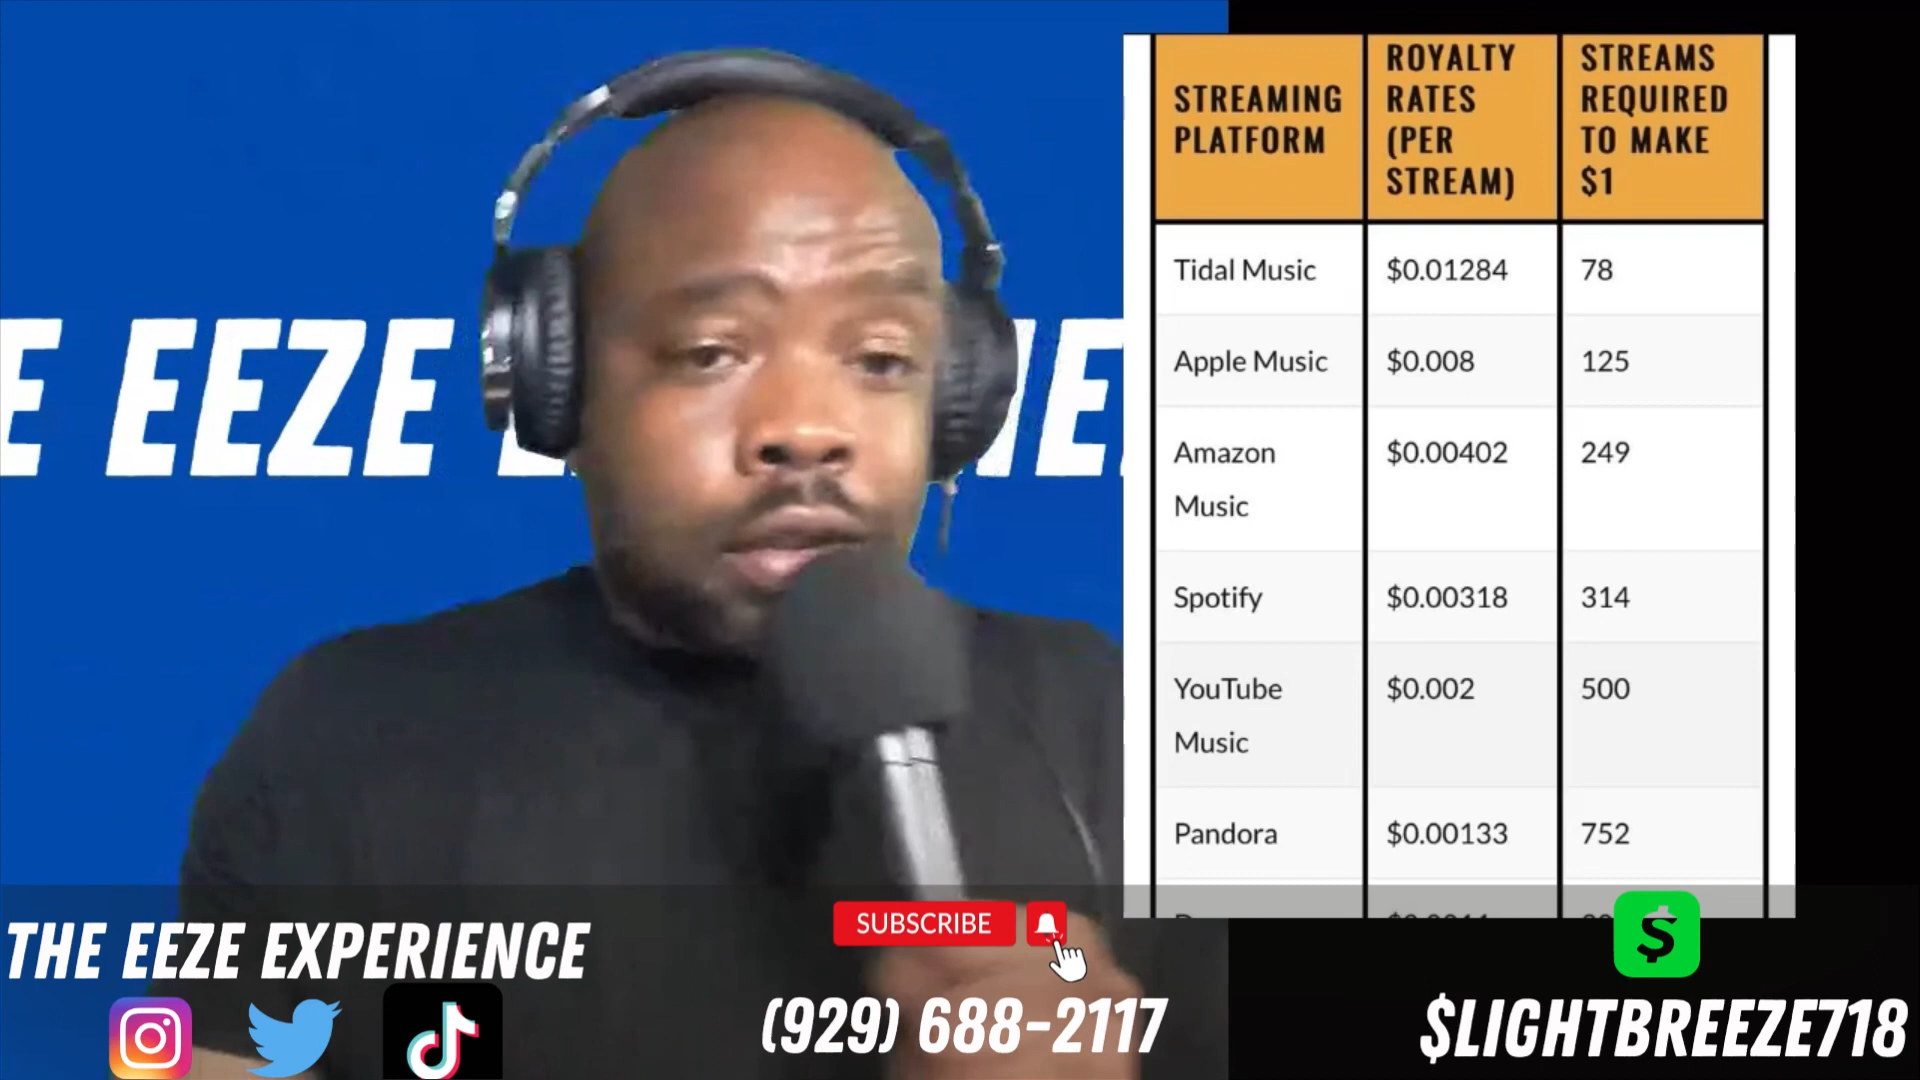 E EEZE E
NE
STREAMING
PLATFORM
ROYALTY
RATES
(PER
STREAM)
STREAMS
REQUIRED
TO MAKE
$1
Tidal Music
$0.01284
78
Apple Music
$0.008
125
Amazon
Music
$0.00402
249
Spotify
$0.00318
314
YouTube
Music
$0.002
500
Pandora
$0.00133
752
THE EEZE EXPERIENCE
SUBSCRIBE
(929) 688-2117
$
$LIGHTBREEZE718